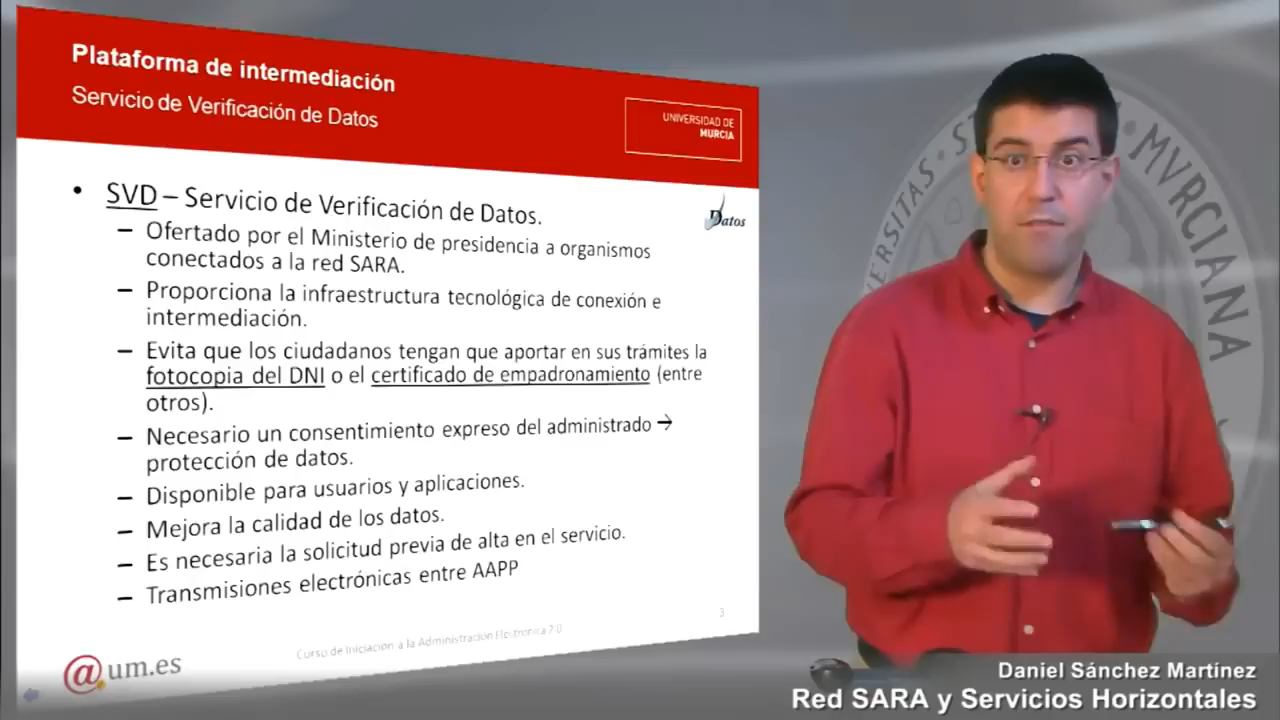 Plataforma de intermediación
Servicio de Verificación de Datos
UNIVERSIDAD DE
MURCIA
• SVD – Servicio de Verificación de Datos.
Datos
– Ofertado por el Ministerio de presidencia a organismos
conectados a la red SARA.
– Proporciona la infraestructura tecnológica de conexión e
intermediación.
– Evita que los ciudadanos tengan que aportar en sus trámites la
fotocopia del DNI o el certificado de empadronamiento (entre
otros).
– Necesario un consentimiento expreso del administrado →
protección de datos.
– Disponible para usuarios y aplicaciones.
– Mejora la calidad de los datos.
– Es necesaria la solicitud previa de alta en el servicio.
– Transmisiones electrónicas entre AAPP
3
Curso de Iniciación a la Administración Electrónica 2.0
@um.es
MVRCIANA
Daniel Sánchez Martínez
Red SARA y Servicios Horizontales